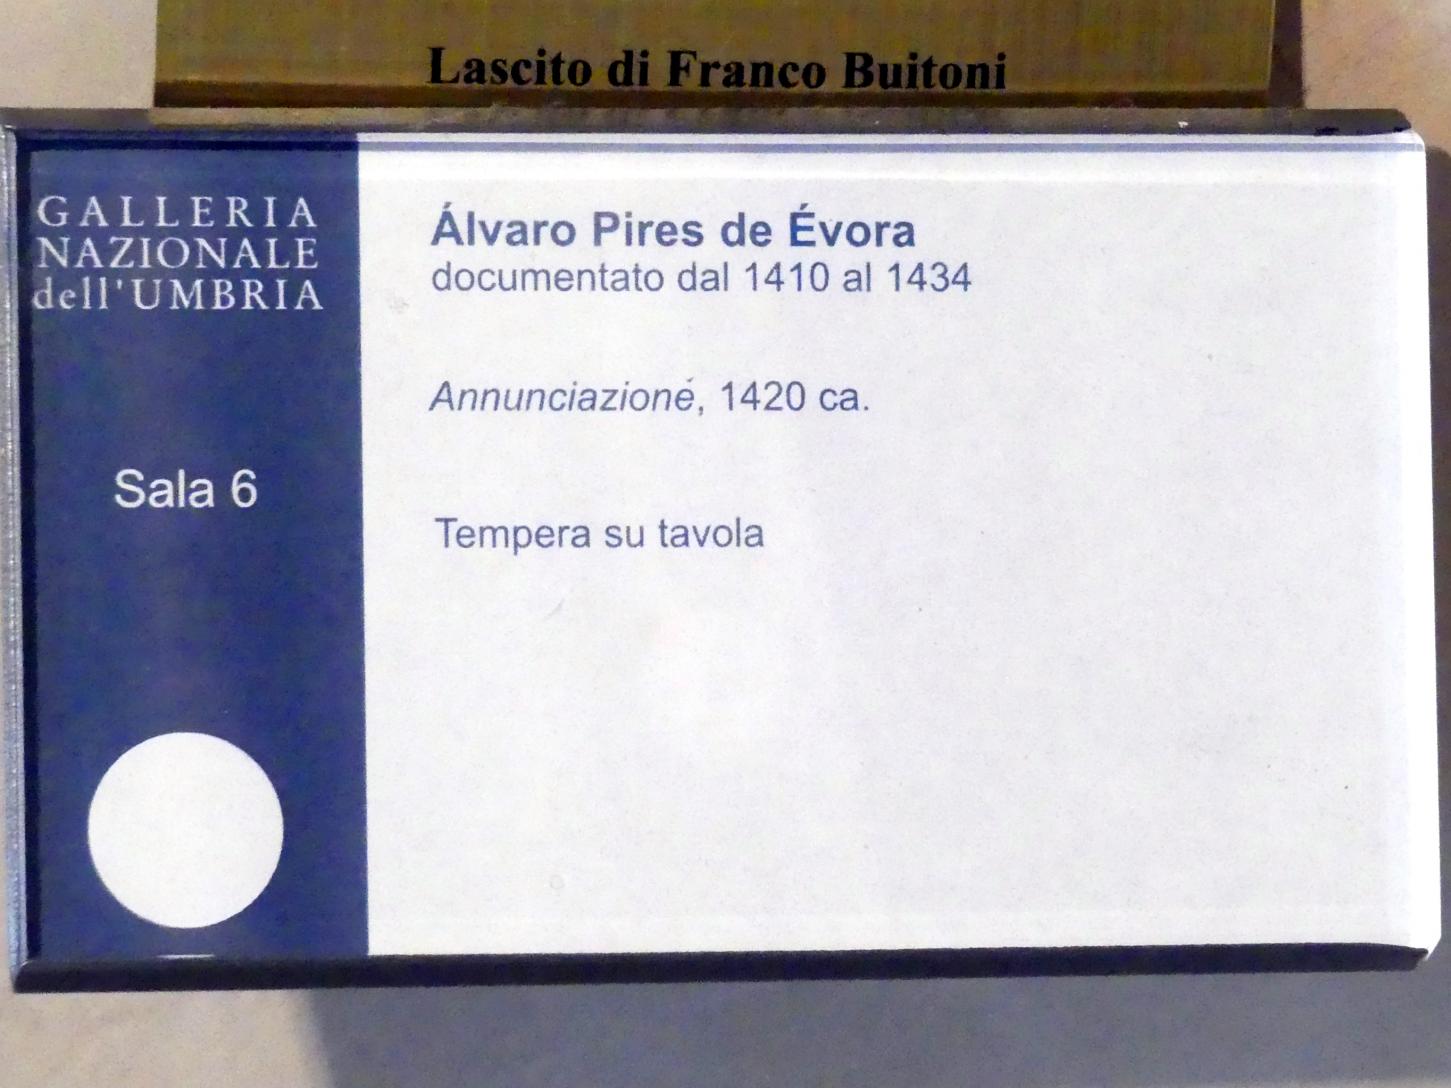 Lascito di Franco Buitoni
GALLERIA
NAZIONALE
dell'UMBRIA
Sala 6
Álvaro Pires de Évora
documentato dal 1410 al 1434
Annunciazione, 1420 ca.
Tempera su tavola